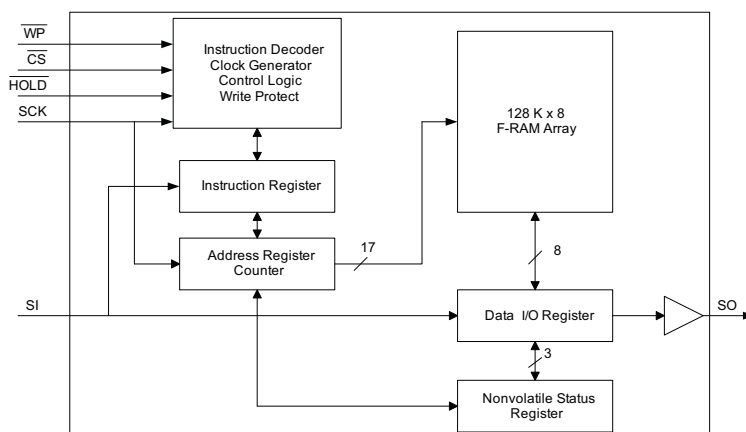 WP
CS
HOLD
SCK
Instruction Decoder
Clock Generator
Control Logic
Write Protect
128 K x 8
F-RAM Array
Instruction Register
Address Register
Counter
17
8
SI
Data I/O Register
SO
3
Nonvolatile Status
Register